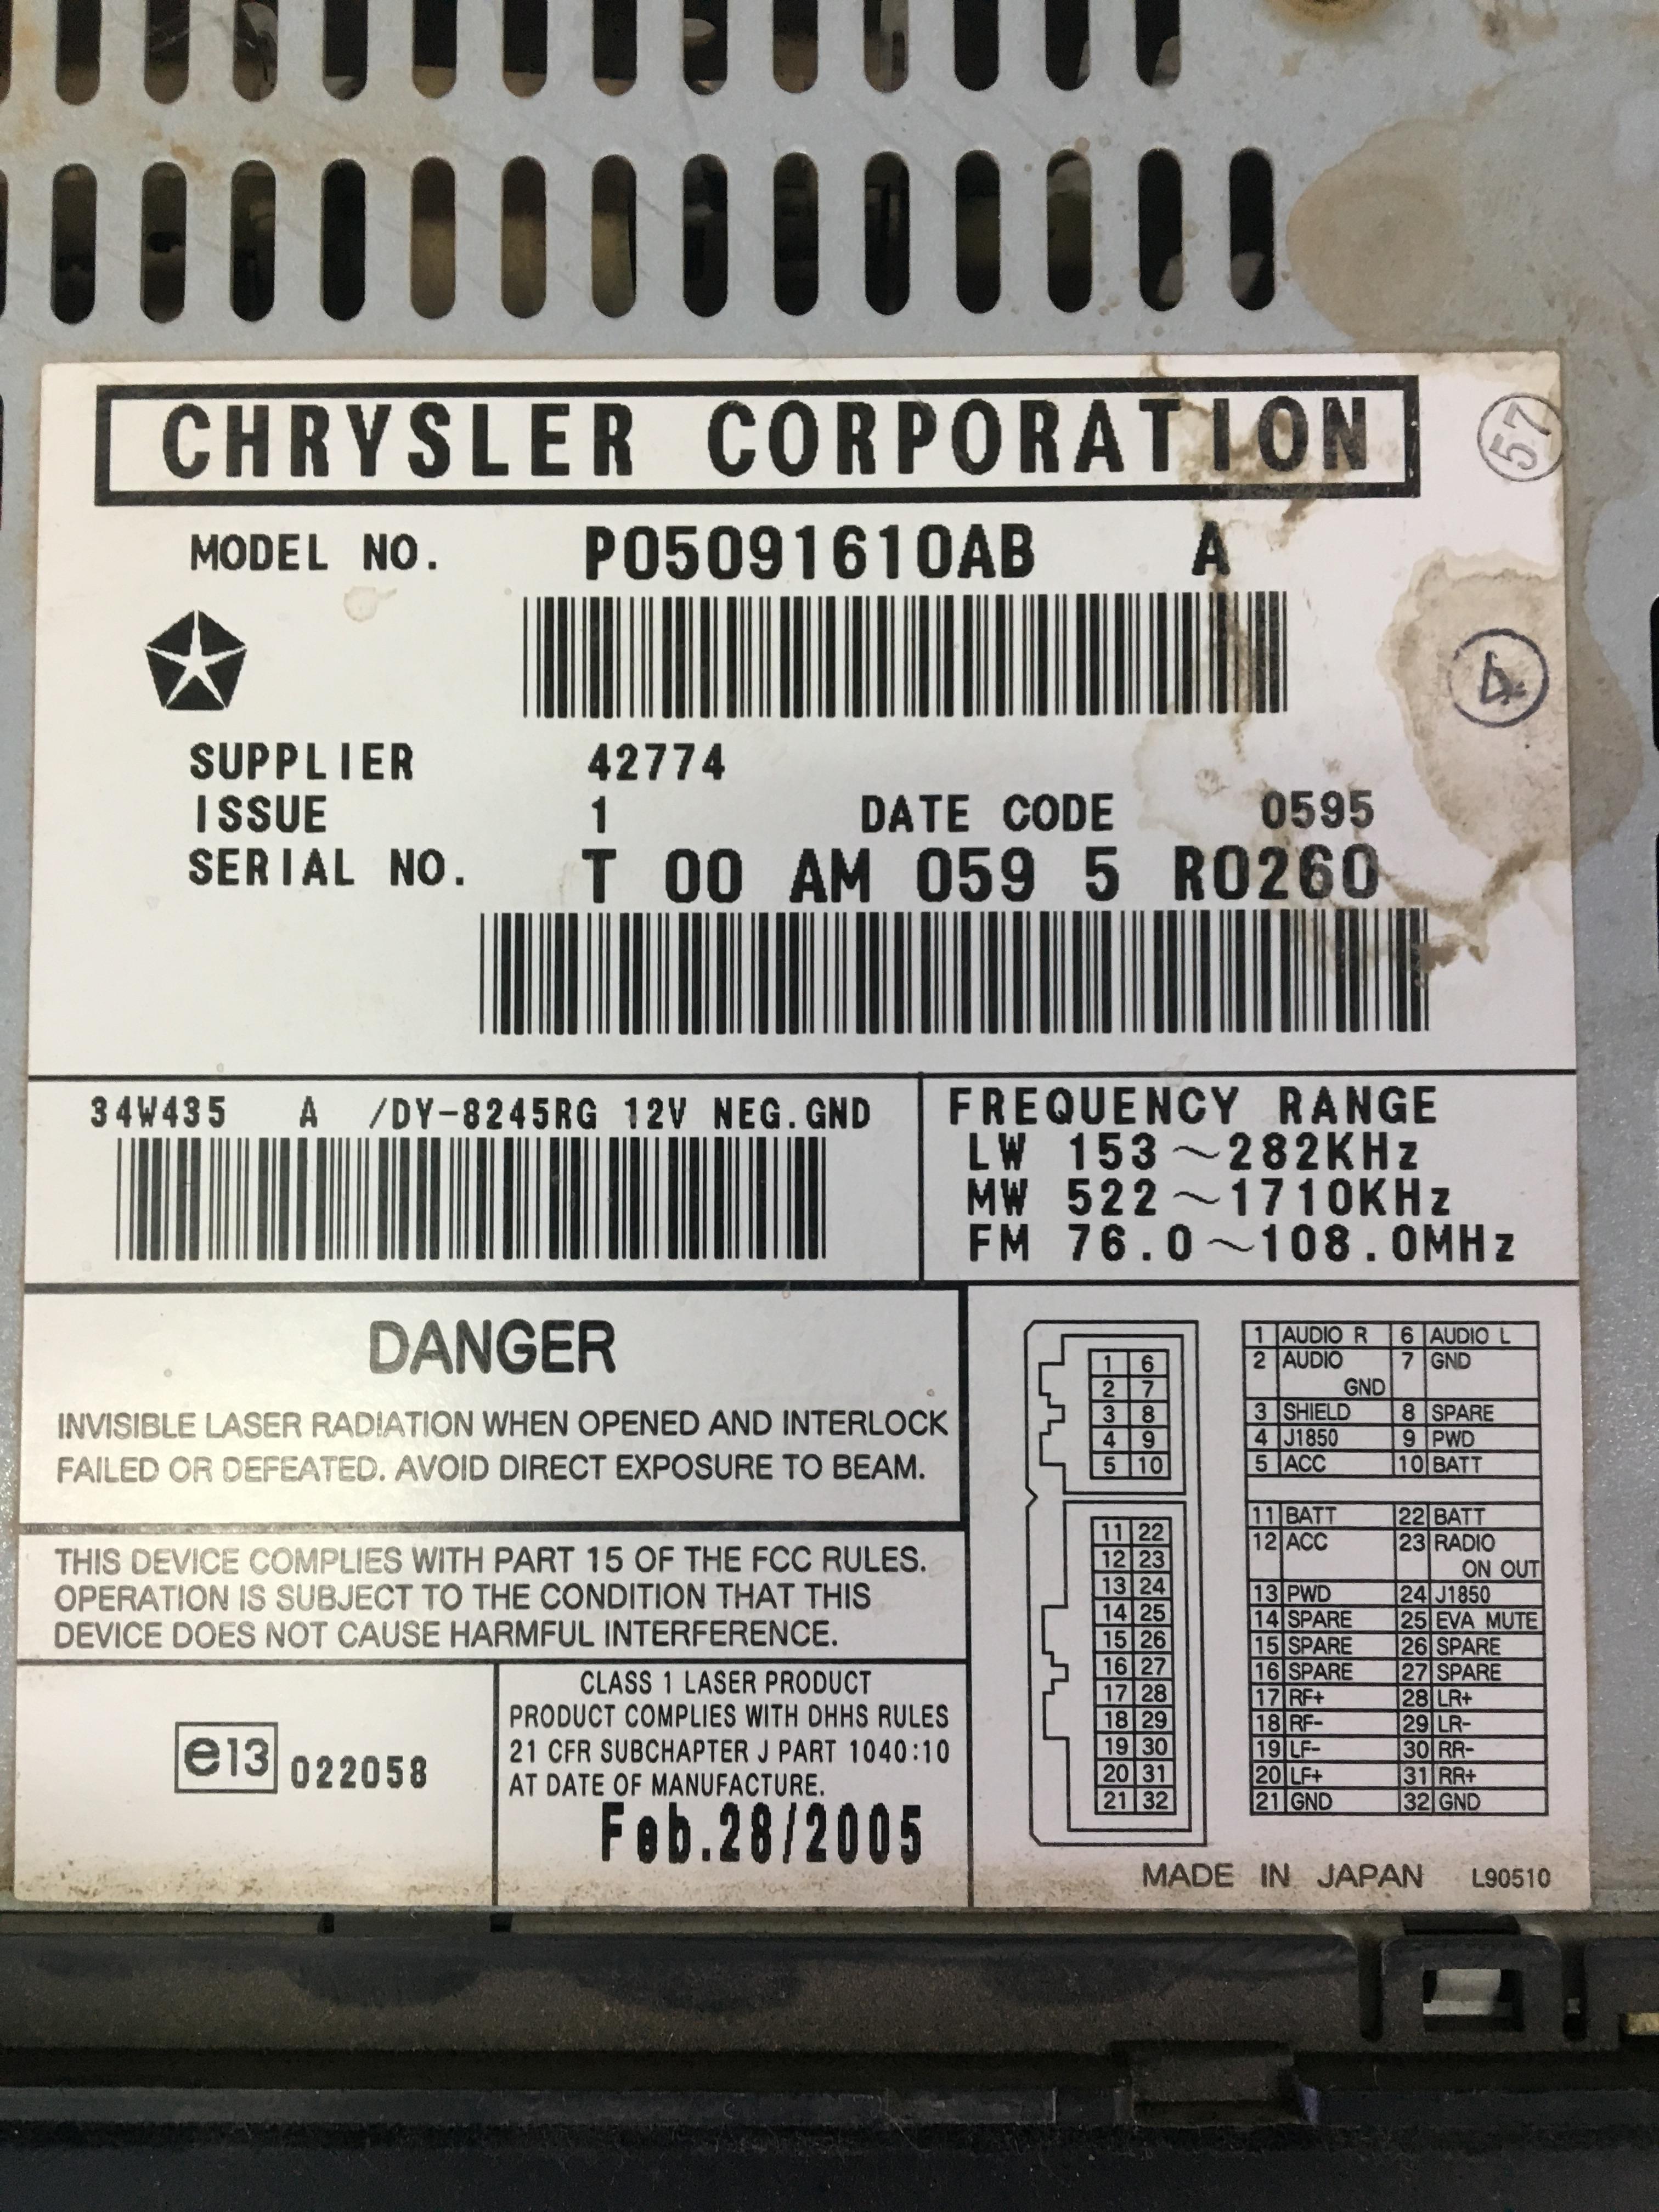 CHRYSLER CORPORATION
57
MODEL NO. P05091610AB A
4
SUPPLIER 42774
ISSUE 1 DATE CODE 0595
SERIAL NO. T 00 AM 059 5 R0260
34W435 A /DY-8245RG 12V NEG.GND
FREQUENCY RANGE
LW 153~282KHz
MW 522~1710KHz
FM 76.0~108.0MHz
DANGER
INVISIBLE LASER RADIATION WHEN OPENED AND INTERLOCK
FAILED OR DEFEATED. AVOID DIRECT EXPOSURE TO BEAM.
THIS DEVICE COMPLIES WITH PART 15 OF THE FCC RULES.
OPERATION IS SUBJECT TO THE CONDITION THAT THIS
DEVICE DOES NOT CAUSE HARMFUL INTERFERENCE.
e13 022058
CLASS 1 LASER PRODUCT
PRODUCT COMPLIES WITH DHHS RULES
21 CFR SUBCHAPTER J PART 1040:10
AT DATE OF MANUFACTURE.
Feb.28/2005
1 6
2 7
3 8
4 9
5 10
11 22
12 23
13 24
14 25
15 26
16 27
17 28
18 29
19 30
20 31
21 32
1 AUDIO R 6 AUDIO L
2 AUDIO 7 GND
GND
3 SHIELD 8 SPARE
4 J1850 9 PWD
5 ACC 10 BATT
11 BATT 22 BATT
12 ACC 23 RADIO
ON OUT
13 PWD 24 J1850
14 SPARE 25 EVA MUTE
15 SPARE 26 SPARE
16 SPARE 27 SPARE
17 RF+ 28 LR+
18 RF- 29 LR-
19 LF- 30 RR-
20 LF+ 31 RR+
21 GND 32 GND
MADE IN JAPAN L90510